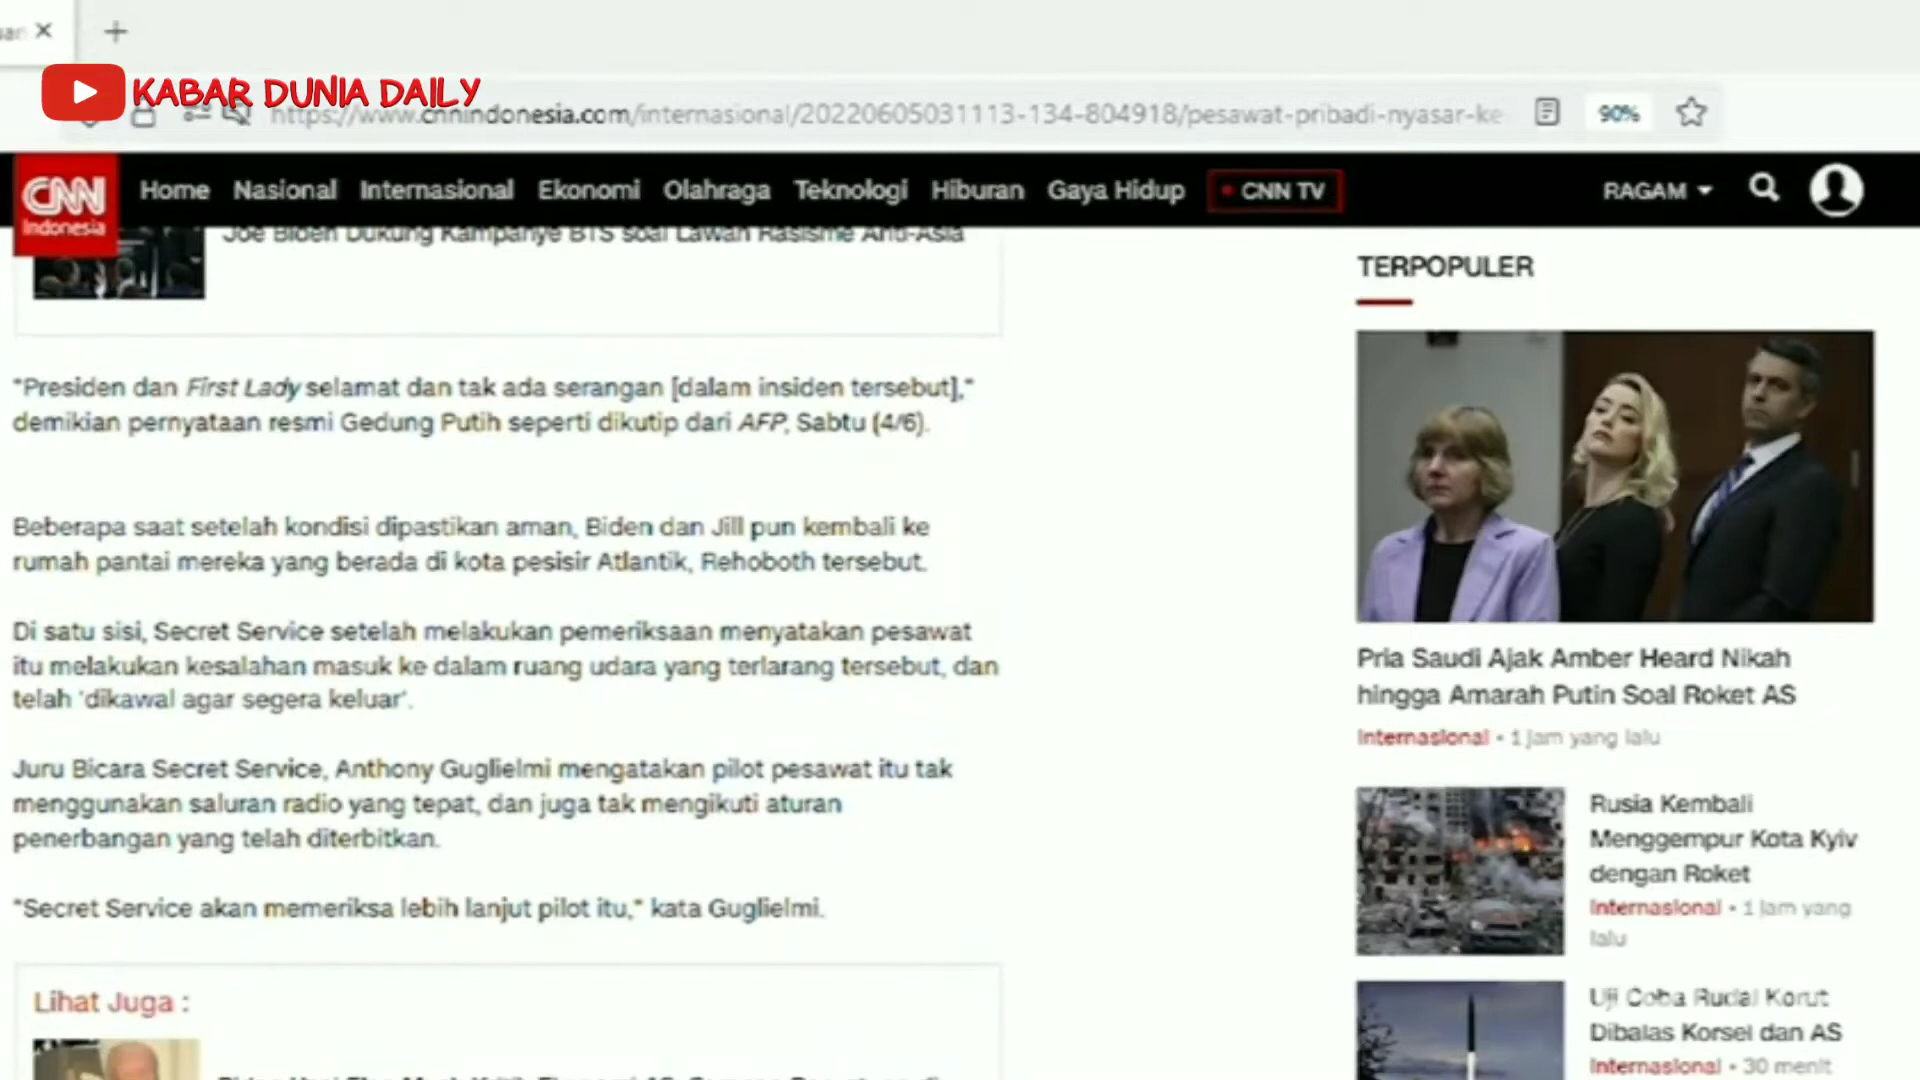 KABAR DUNIA DAILY
https://www.cnnindonesia.com/internasional/20220605031113-134-804918/pesawat-pribadi-nyasar-ke
90%
CNN Indonesia
Home Nasional Internasional Ekonomi Olahraga Teknologi Hiburan Gaya Hidup CNN TV RAGAM
Joe Biden Dukung Kampanye BTS soal Lawan Rasisme Anti-Asia
"Presiden dan First Lady selamat dan tak ada serangan [dalam insiden tersebut],"
demikian pernyataan resmi Gedung Putih seperti dikutip dari AFP, Sabtu (4/6).
Beberapa saat setelah kondisi dipastikan aman, Biden dan Jill pun kembali ke
rumah pantai mereka yang berada di kota pesisir Atlantik, Rehoboth tersebut.
Di satu sisi, Secret Service setelah melakukan pemeriksaan menyatakan pesawat
itu melakukan kesalahan masuk ke dalam ruang udara yang terlarang tersebut, dan
telah 'dikawal agar segera keluar'.
Juru Bicara Secret Service, Anthony Guglielmi mengatakan pilot pesawat itu tak
menggunakan saluran radio yang tepat, dan juga tak mengikuti aturan
penerbangan yang telah diterbitkan.
"Secret Service akan memeriksa lebih lanjut pilot itu," kata Guglielmi.
Lihat Juga :
TERPOPULER
Pria Saudi Ajak Amber Heard Nikah
hingga Amarah Putin Soal Roket AS
Internasional • 1 jam yang lalu
Rusia Kembali
Menggempur Kota Kyiv
dengan Roket
Internasional • 1 jam yang
lalu
Uji Coba Rudal Korut
Dibalas Korsel dan AS
Internasional • 30 menit